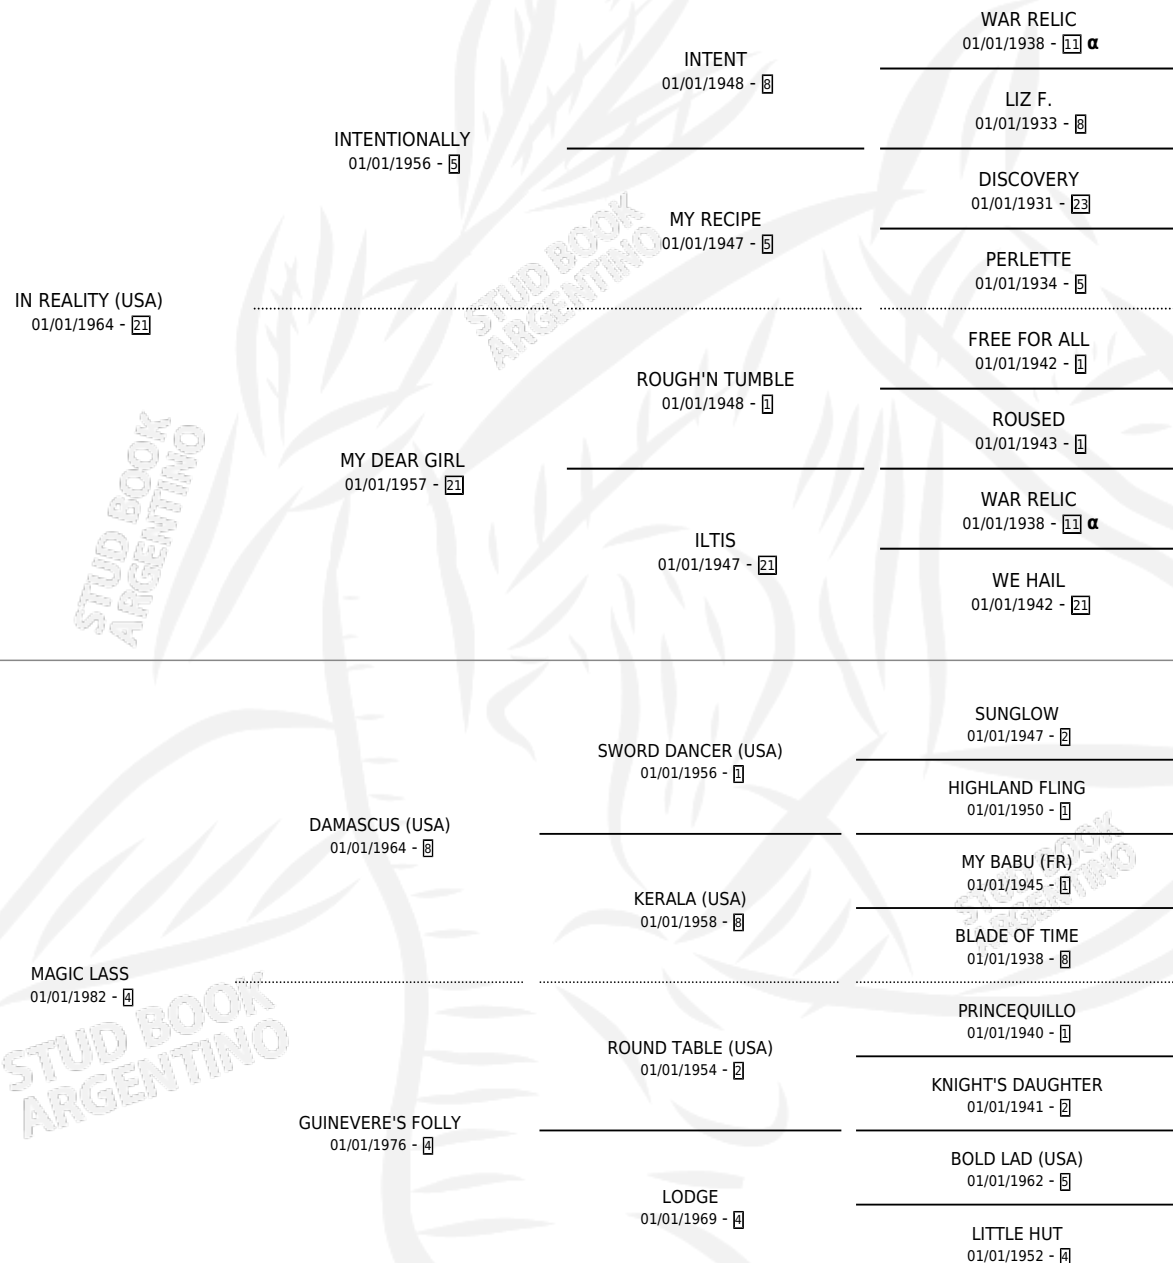 WAR RELIC
01/01/1938 - 11 α
INTENT
01/01/1948 - 8
LIZ F.
01/01/1933 - 8
INTENTIONALLY
01/01/1956 - 5
DISCOVERY
01/01/1931 - 23
MY RECIPE
01/01/1947 - 5
PERLETTE
01/01/1934 - 5
IN REALITY (USA)
01/01/1964 - 21
FREE FOR ALL
01/01/1942 - 1
ROUGH'N TUMBLE
01/01/1948 - 1
ROUSED
01/01/1943 - 1
MY DEAR GIRL
01/01/1957 - 21
WAR RELIC
01/01/1938 - 11 α
ILTIS
01/01/1947 - 21
WE HAIL
01/01/1942 - 21
SUNGLOW
01/01/1947 - 2
SWORD DANCER (USA)
01/01/1956 - 1
HIGHLAND FLING
01/01/1950 - 1
DAMASCUS (USA)
01/01/1964 - 8
MY BABU (FR)
01/01/1945 - 1
KERALA (USA)
01/01/1958 - 8
BLADE OF TIME
01/01/1938 - 8
MAGIC LASS
01/01/1982 - 4
PRINCEQUILLO
01/01/1940 - 1
ROUND TABLE (USA)
01/01/1954 - 2
KNIGHT'S DAUGHTER
01/01/1941 - 2
GUINEVERE'S FOLLY
01/01/1976 - 4
BOLD LAD (USA)
01/01/1962 - 5
LODGE
01/01/1969 - 4
LITTLE HUT
01/01/1952 - 4
STUD BOOK
ARGENTINO
STUD BOOK
ARGENTINO
STUD BOOK
ARGENTINO
STUD BOOK
ARGENTINO